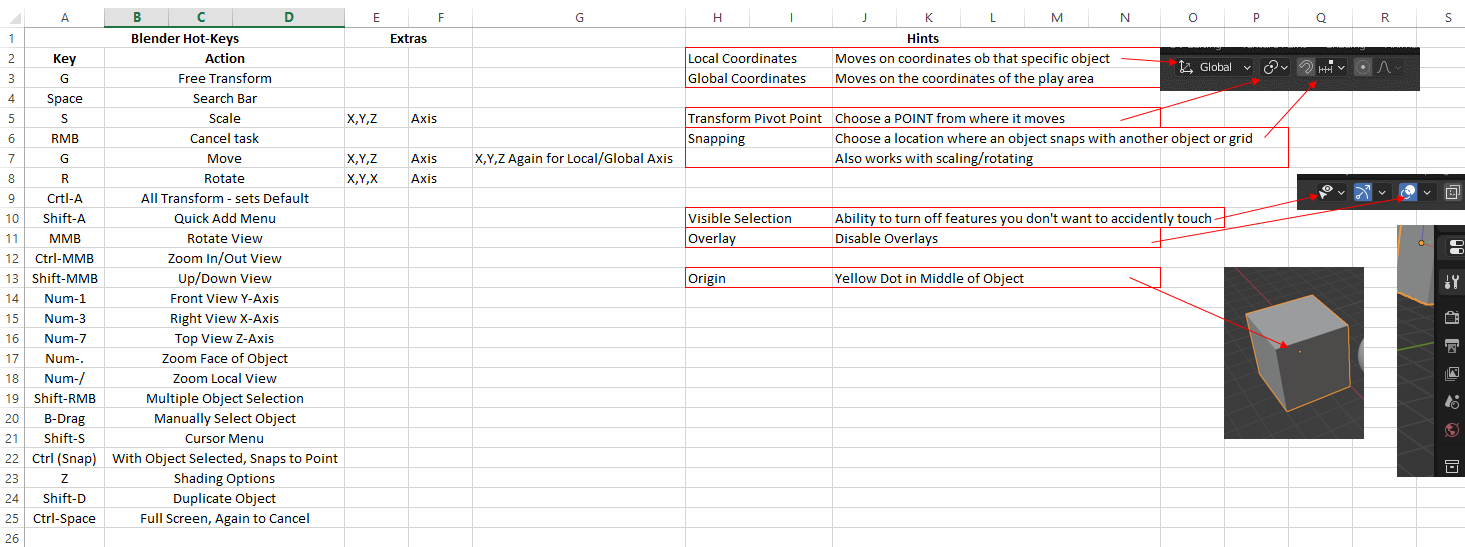 A B C D E F G H I J K L M N O P Q R S
1 Blender Hot-Keys Extras Hints
2 Key Action Local Coordinates Moves on coordinates ob that specific object
Global
3 G Free Transform Global Coordinates Moves on the coordinates of the play area
4 Space Search Bar
5 S Scale X,Y,Z Axis Transform Pivot Point Choose a POINT from where it moves
6 RMB Cancel task Snapping Choose a location where an object snaps with another object or grid
7 G Move X,Y,Z Axis X,Y,Z Again for Local/Global Axis Also works with scaling/rotating
8 R Rotate X,Y,X Axis
9 Crtl-A All Transform - sets Default
10 Shift-A Quick Add Menu Visible Selection Ability to turn off features you don't want to accidently touch
11 MMB Rotate View Overlay Disable Overlays
12 Ctrl-MMB Zoom In/Out View
13 Shift-MMB Up/Down View Origin Yellow Dot in Middle of Object
14 Num-1 Front View Y-Axis
15 Num-3 Right View X-Axis
16 Num-7 Top View Z-Axis
17 Num-. Zoom Face of Object
18 Num-/ Zoom Local View
19 Shift-RMB Multiple Object Selection
20 B-Drag Manually Select Object
21 Shift-S Cursor Menu
22 Ctrl (Snap) With Object Selected, Snaps to Point
23 Z Shading Options
24 Shift-D Duplicate Object
25 Ctrl-Space Full Screen, Again to Cancel
26